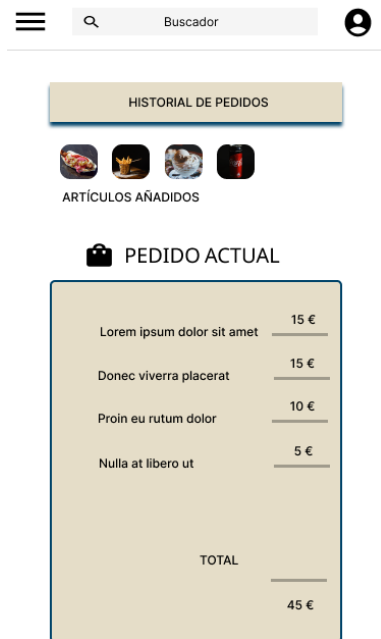 Buscador
HISTORIAL DE PEDIDOS
ARTÍCULOS AÑADIDOS
PEDIDO ACTUAL
Lorem ipsum dolor sit amet 15 €
Donec viverra placerat 15 €
Proin eu rutum dolor 10 €
Nulla at libero ut 5 €
TOTAL
45 €